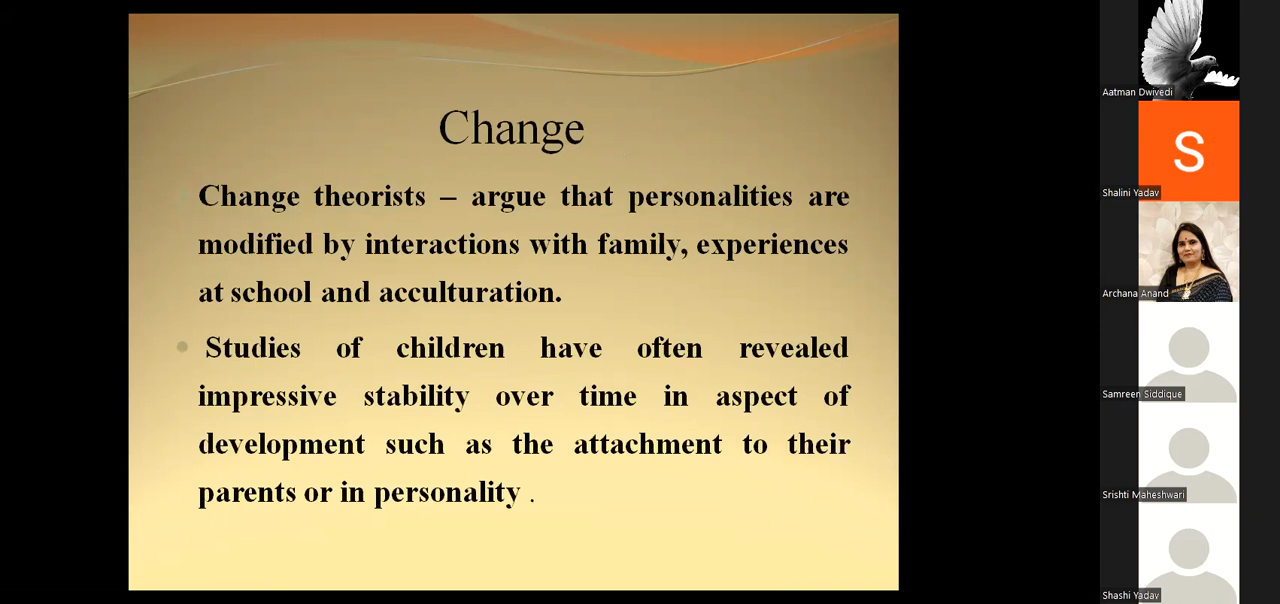 Change
Change theorists – argue that personalities are
modified by interactions with family, experiences
at school and acculturation.
Studies of children have often revealed
impressive stability over time in aspect of
development such as the attachment to their
parents or in personality .
Aatman Dwivedi
S
Shalini Yadav
Archana Anand
Samreen Siddique
Srishti Maheshwari
Shashi Yadav